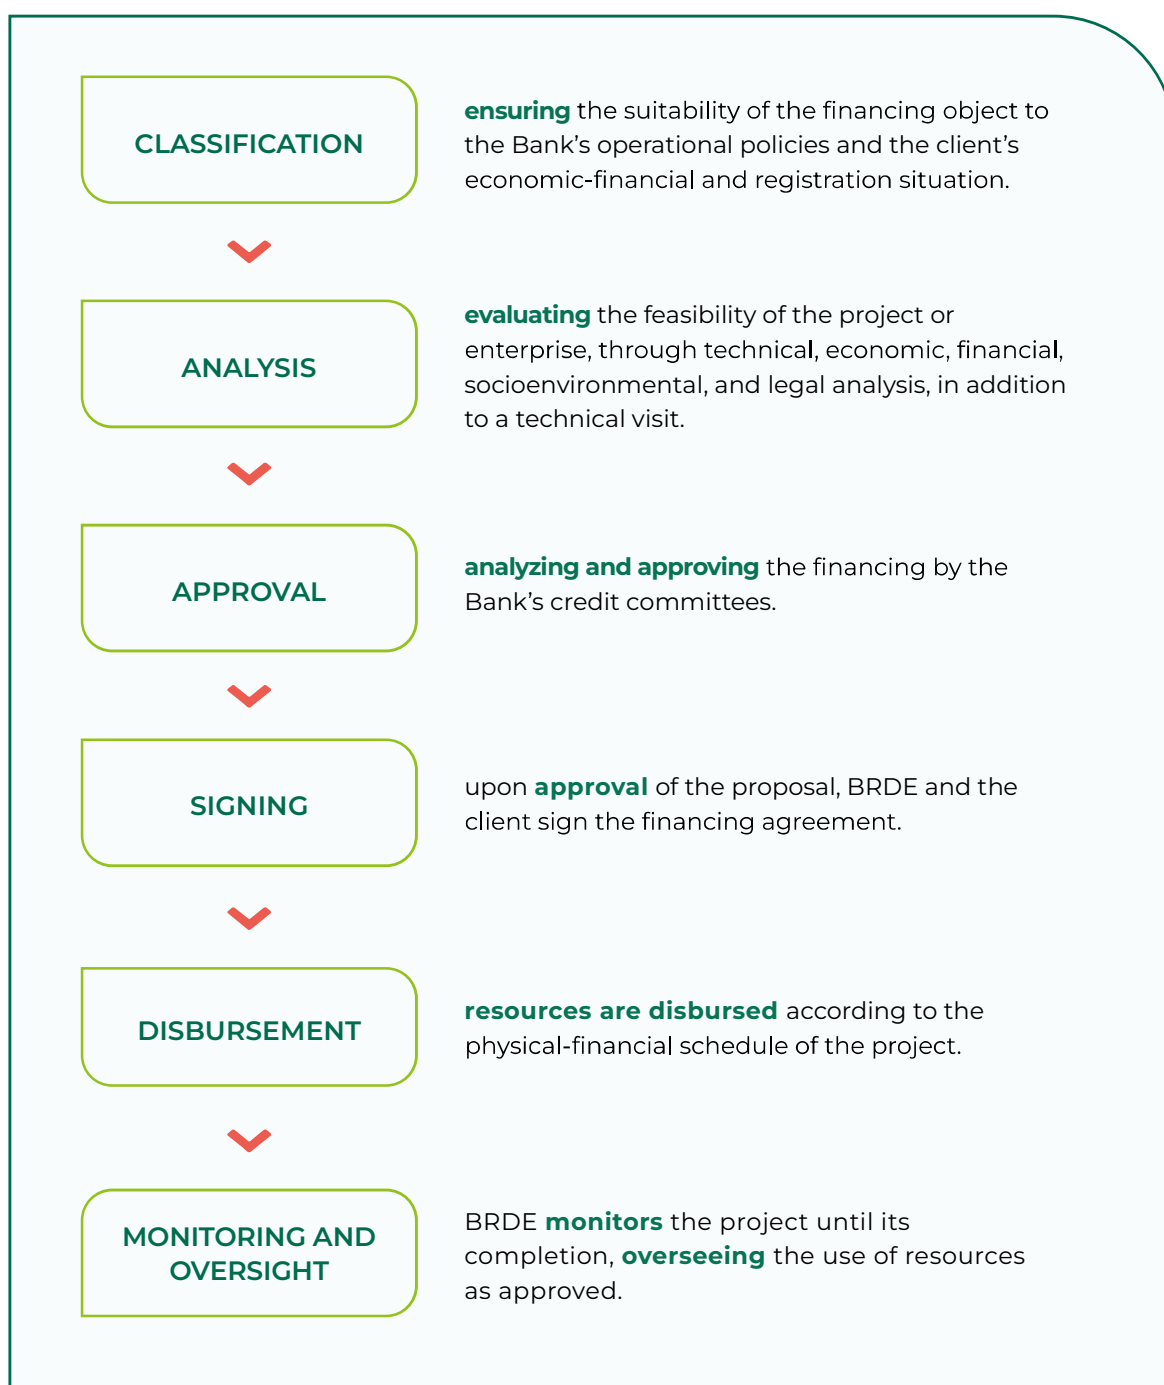 CLASSIFICATION
ensuring the suitability of the financing object to
the Bank’s operational policies and the client’s
economic-financial and registration situation.
ANALYSIS
evaluating the feasibility of the project or
enterprise, through technical, economic, financial,
socioenvironmental, and legal analysis, in addition
to a technical visit.
APPROVAL
analyzing and approving the financing by the
Bank’s credit committees.
SIGNING
upon approval of the proposal, BRDE and the
client sign the financing agreement.
DISBURSEMENT
resources are disbursed according to the
physical-financial schedule of the project.
MONITORING AND
OVERSIGHT
BRDE monitors the project until its
completion, overseeing the use of resources
as approved.